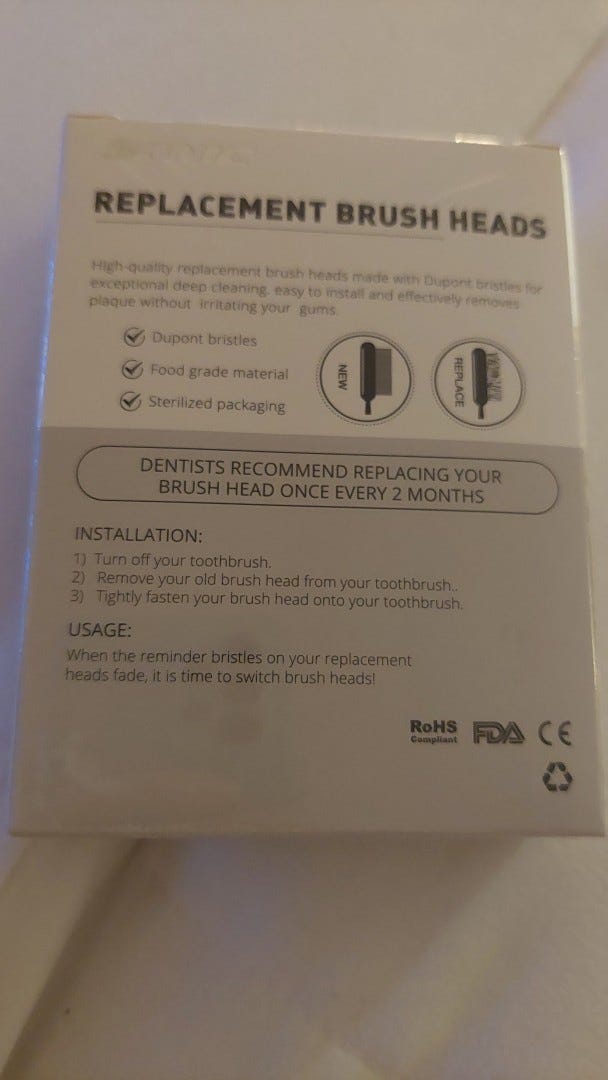 REPLACEMENT BRUSH HEADS
High-quality replacement brush heads made with Dupont bristles for
exceptional deep cleaning, easy to install and effectively removes
plaque without irritating your gums.
Dupont bristles
Food grade material
Sterilized packaging
NEW
REPLACE
DENTISTS RECOMMEND REPLACING YOUR
BRUSH HEAD ONCE EVERY 2 MONTHS
INSTALLATION:
1) Turn off your toothbrush.
2) Remove your old brush head from your toothbrush..
3) Tightly fasten your brush head onto your toothbrush.
USAGE:
When the reminder bristles on your replacement
heads fade, it is time to switch brush heads!
RoHS
Compliant
FDA
CE